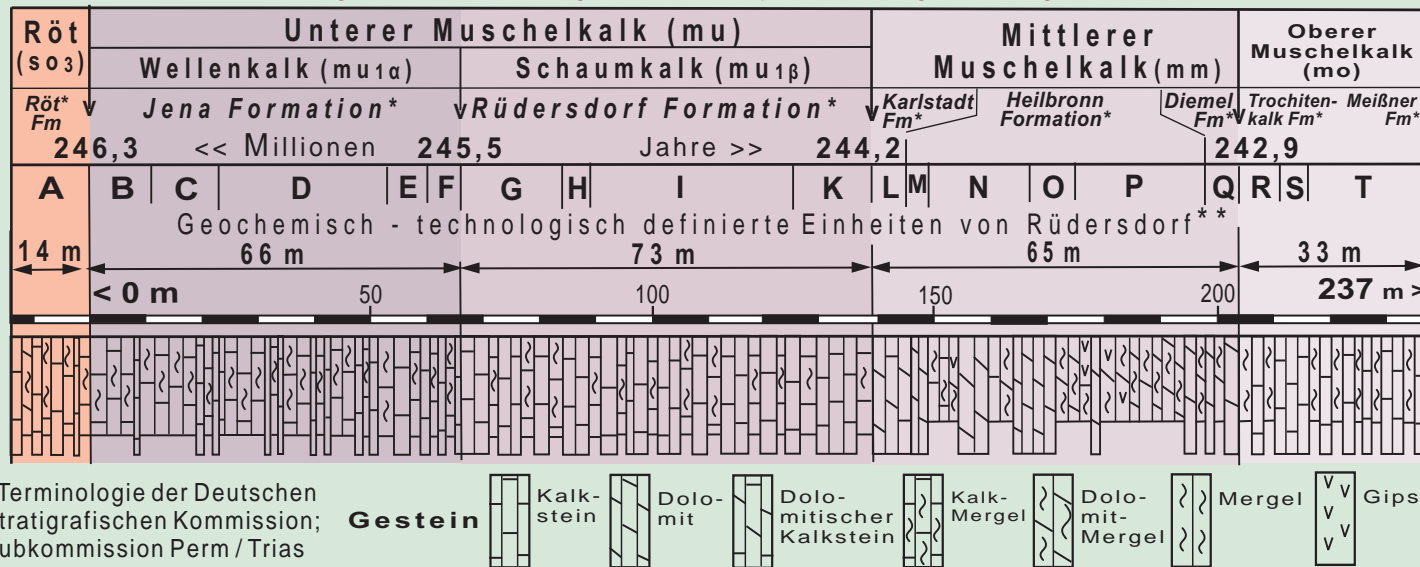 Röt
(so3)
Unterer Muschelkalk (mu)
Wellenkalk (mu1α)
Schaumkalk (mu1β)
Mittlerer
Muschelkalk (mm)
Oberer
Muschelkalk
(mo)
Röt*
Fm
Jena Formation*
Rüdersdorf Formation*
Karlstadt
Fm*
Heilbronn
Formation*
Diemel
Fm*
Trochiten-
kalk Fm*
Meißner
Fm*
246,3 << Millionen 245,5 Jahre >> 244,2 242,9
A B C D E F G H I K L M N O P Q R S T
Geochemisch - technologisch definierte Einheiten von Rüdersdorf**
14 m 66 m 73 m 65 m 33 m
< 0 m 50 100 150 200 237 m >
Terminologie der Deutschen
tratigrafischen Kommission;
ubkommission Perm / Trias
Gestein
Kalk-
stein
Dolo-
mit
Dolo-
mitischer
Kalkstein
Kalk-
Mergel
Dolo-
mit-
Mergel
Mergel
Gips